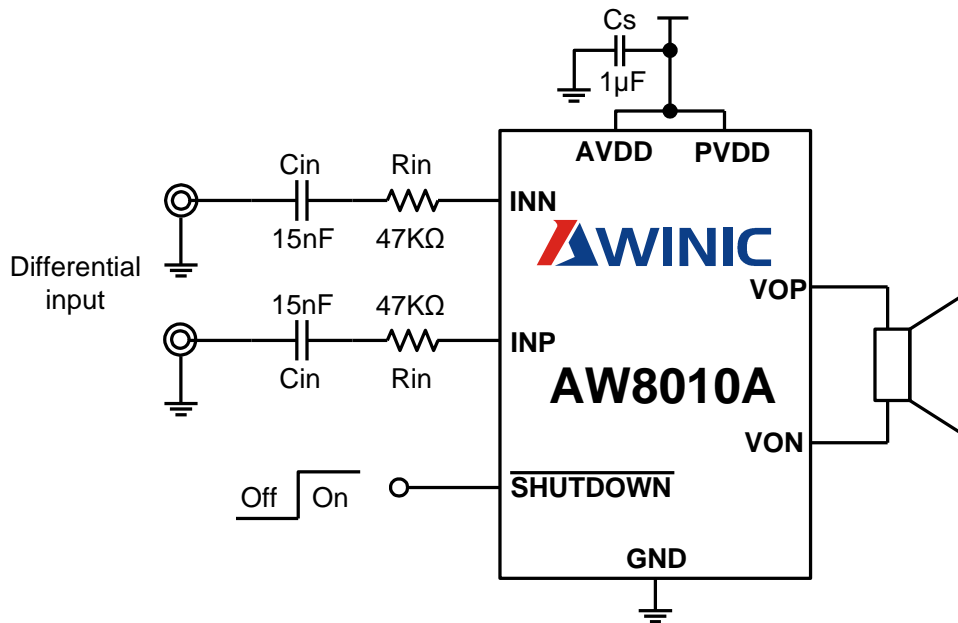 Cs
1µF
AVDD PVDD
Cin Rin
INN
15nF 47KΩ
AWINIC
Differential
input
VOP
15nF 47KΩ
INP
Cin Rin
AW8010A
VON
Off On
SHUTDOWN
GND